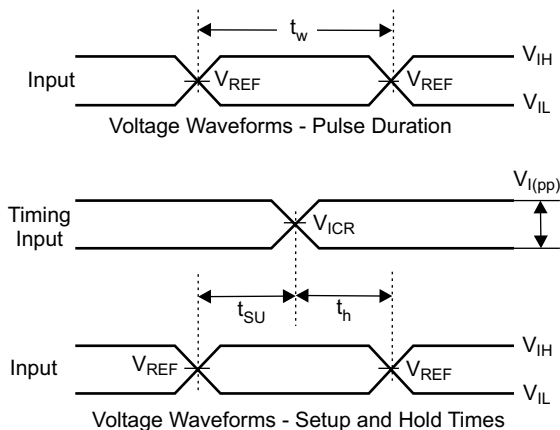 t_w
V_IH
Input
V_REF
V_REF
V_IL
Voltage Waveforms - Pulse Duration
V_I(pp)
Timing
Input
V_ICR
t_SU
t_h
V_IH
Input
V_REF
V_REF
V_IL
Voltage Waveforms - Setup and Hold Times